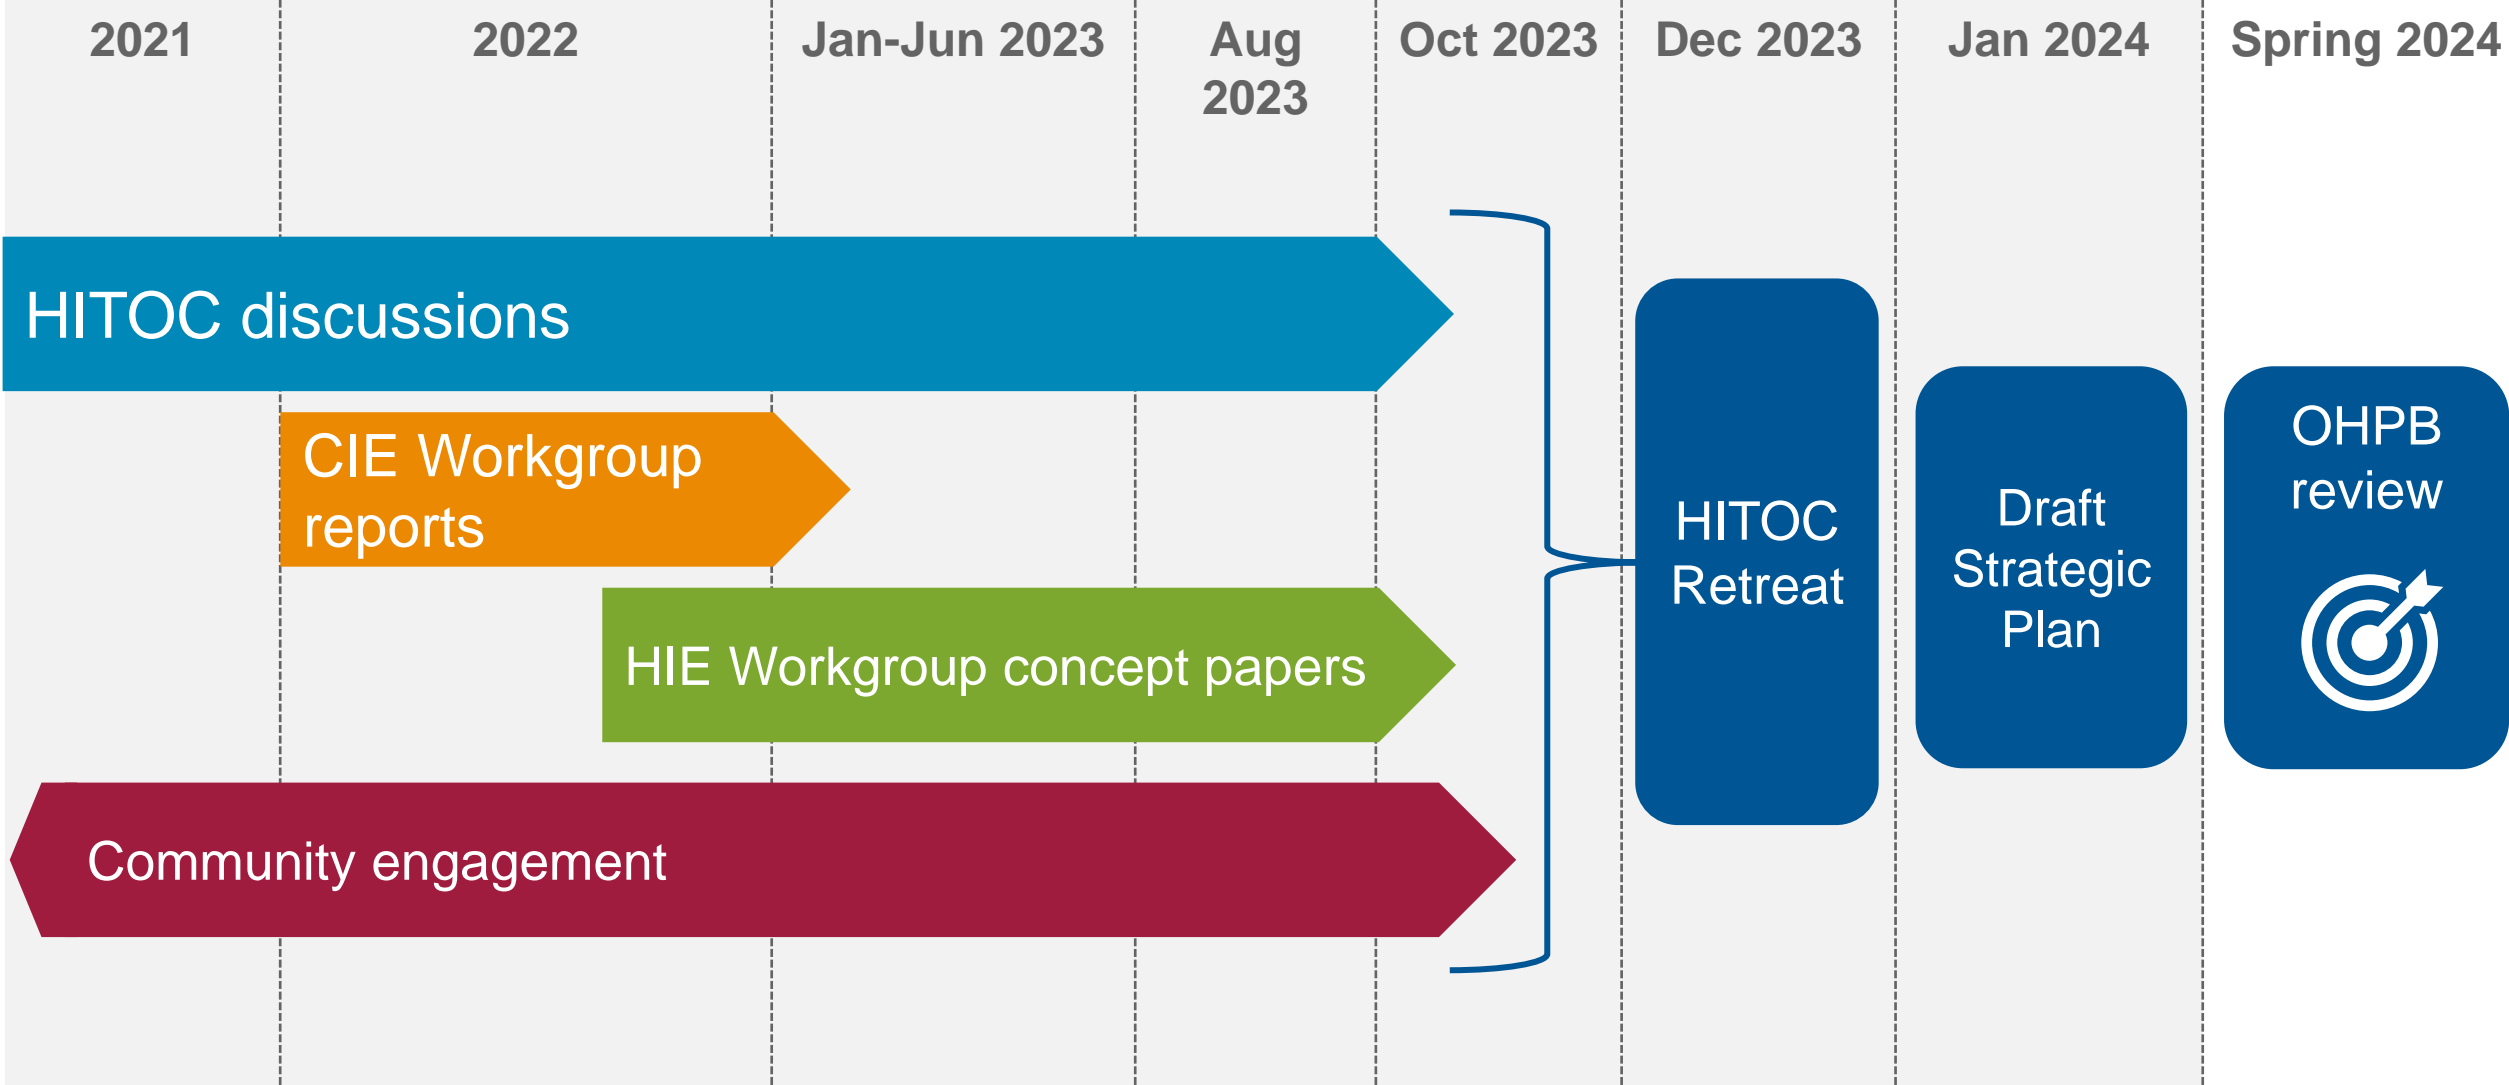 2021
2022
Jan-Jun 2023
Aug
2023
Oct 2023
Dec 2023
Jan 2024
Spring 2024
HITOC discussions
CIE Workgroup
reports
HIE Workgroup concept papers
Community engagement
HITOC
Retreat
Draft
Strategic
Plan
OHPB
review